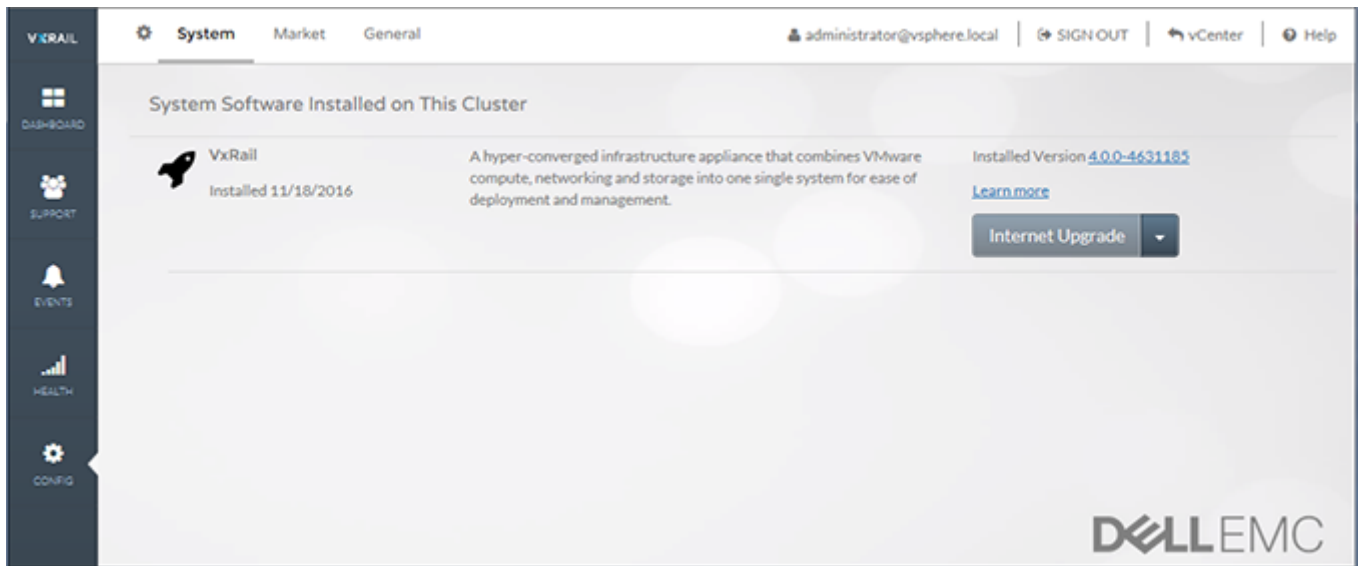 VXRAIL
System Market General administrator@vsphere.local SIGN OUT vCenter Help
DASHBOARD
SUPPORT
EVENTS
HEALTH
CONFIG
System Software Installed on This Cluster
VxRail
Installed 11/18/2016
A hyper-converged infrastructure appliance that combines VMware
compute, networking and storage into one single system for ease of
deployment and management.
Installed Version 4.0.0-4631185
Learn more
Internet Upgrade
DELLEMC